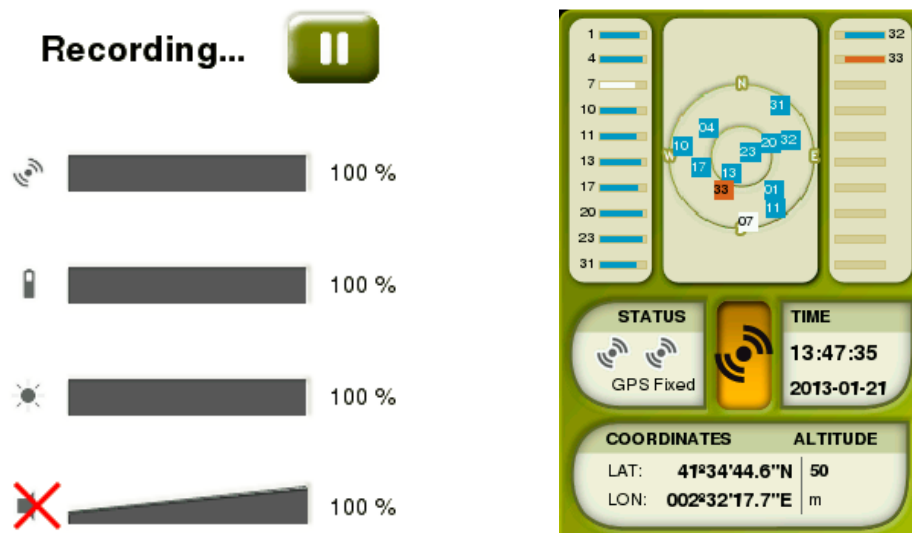 Recording...
100 %
100 %
100 %
100 %
1
4
7
10
11
13
17
20
23
31
32
33
N
31
04
20 32
10
W
23
E
17
13
33
01
11
07
STATUS
GPS Fixed
TIME
13:47:35
2013-01-21
COORDINATES ALTITUDE
LAT: 41º34'44.6"N 50
LON: 002º32'17.7"E m